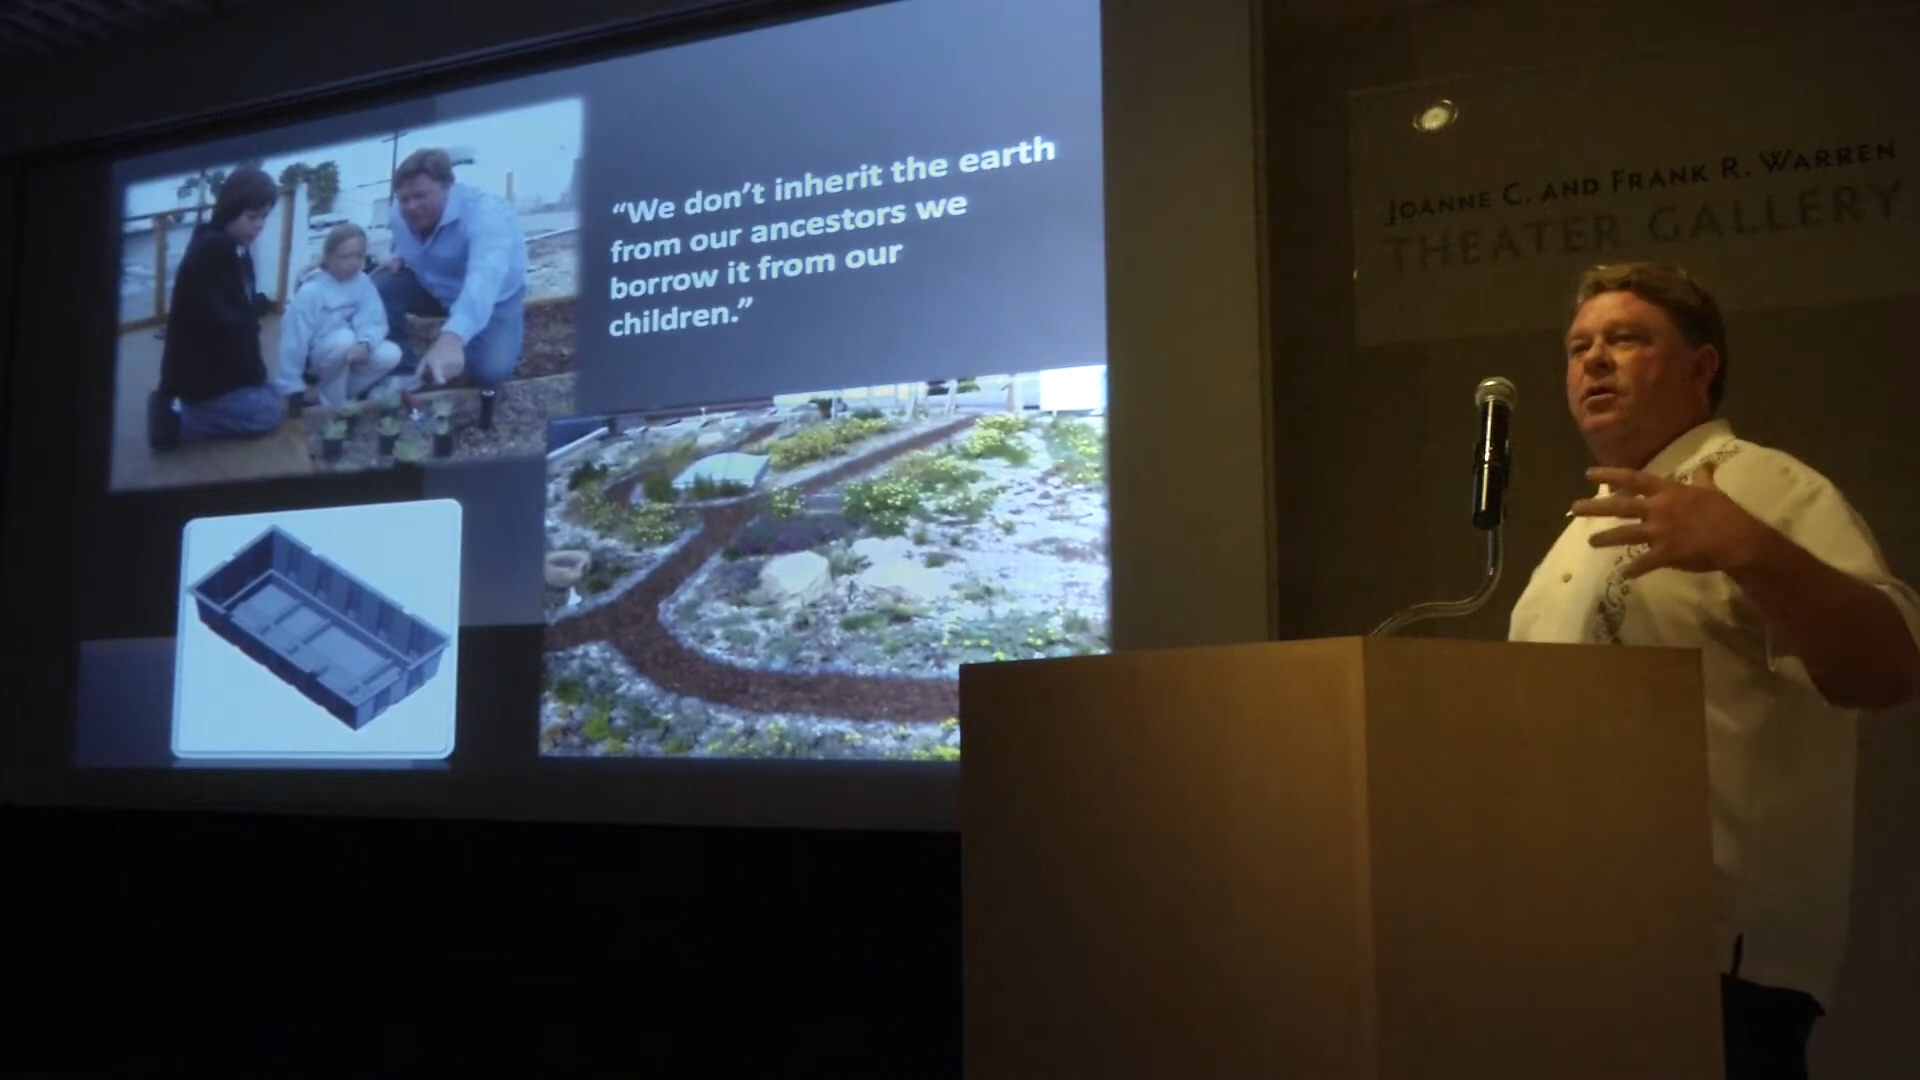 “We don’t inherit the earth
from our ancestors we
borrow it from our
children.”
JOANNE C. AND FRANK R. WARREN
THEATER GALLERY